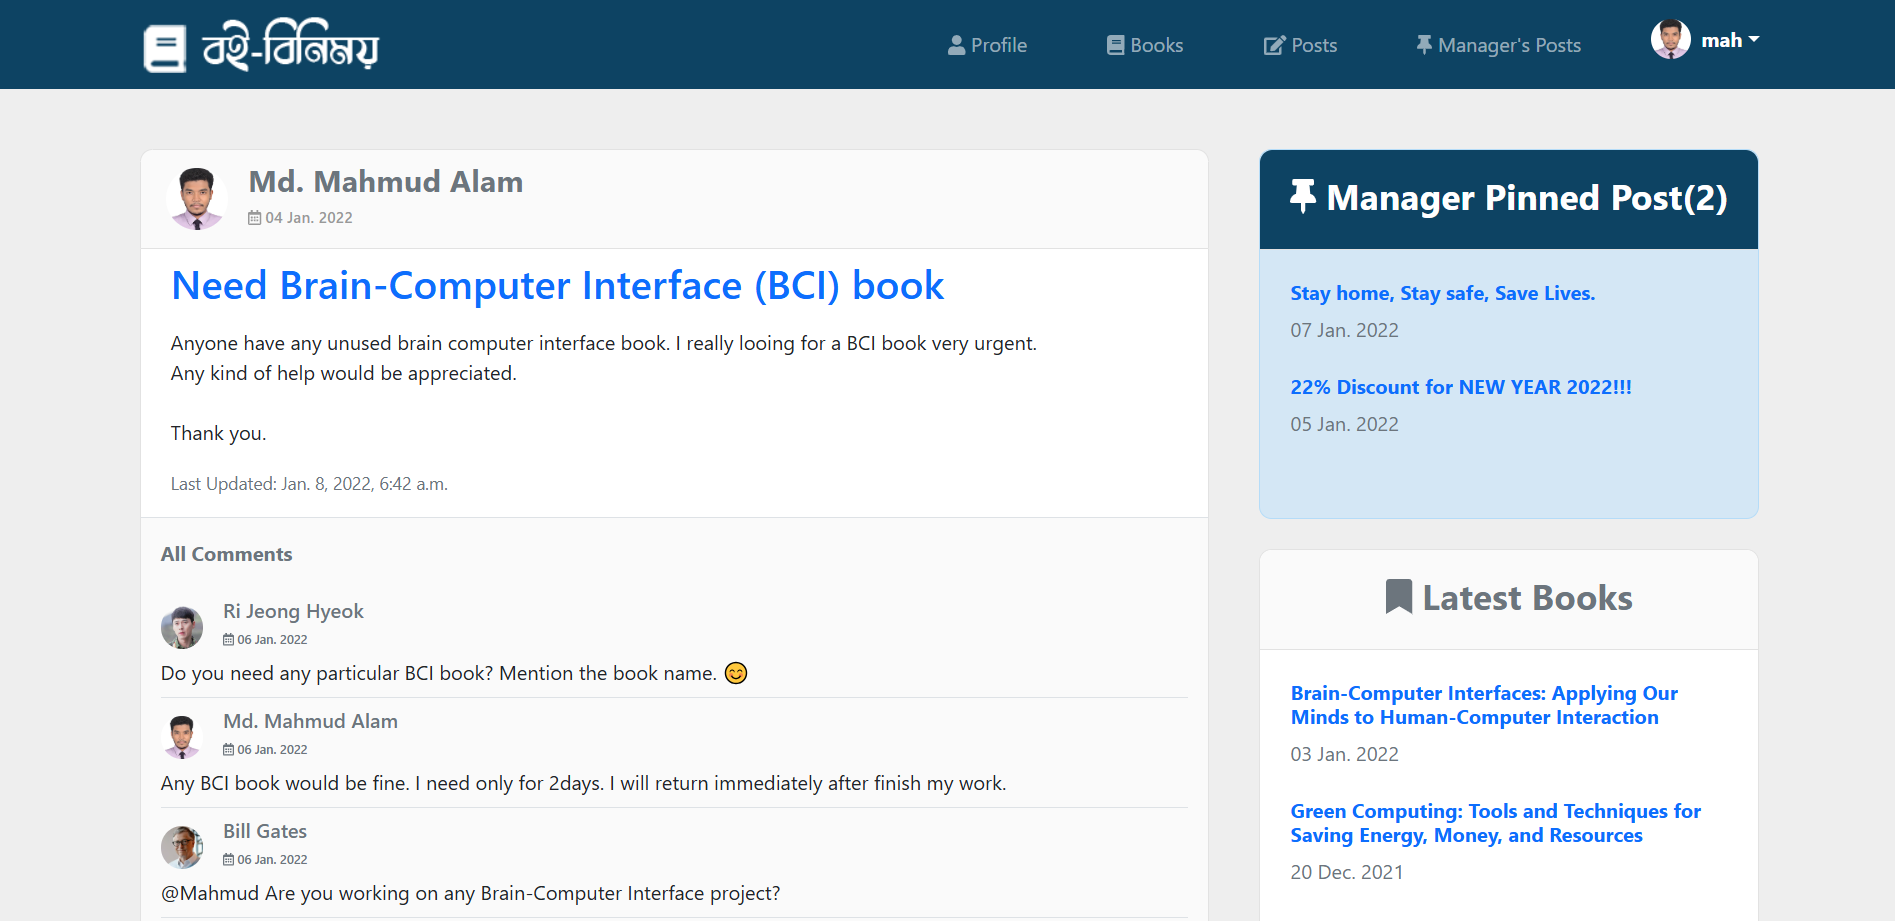 বই-বিনিময়
Profile
Books
Posts
Manager's Posts
mah
Md. Mahmud Alam
04 Jan. 2022
Need Brain-Computer Interface (BCI) book
Anyone have any unused brain computer interface book. I really looing for a BCI book very urgent.
Any kind of help would be appreciated.
Thank you.
Last Updated: Jan. 8, 2022, 6:42 a.m.
All Comments
Ri Jeong Hyeok
06 Jan. 2022
Do you need any particular BCI book? Mention the book name. 😊
Md. Mahmud Alam
06 Jan. 2022
Any BCI book would be fine. I need only for 2days. I will return immediately after finish my work.
Bill Gates
06 Jan. 2022
@Mahmud Are you working on any Brain-Computer Interface project?
Manager Pinned Post(2)
Stay home, Stay safe, Save Lives.
07 Jan. 2022
22% Discount for NEW YEAR 2022!!!
05 Jan. 2022
Latest Books
Brain-Computer Interfaces: Applying Our
Minds to Human-Computer Interaction
03 Jan. 2022
Green Computing: Tools and Techniques for
Saving Energy, Money, and Resources
20 Dec. 2021